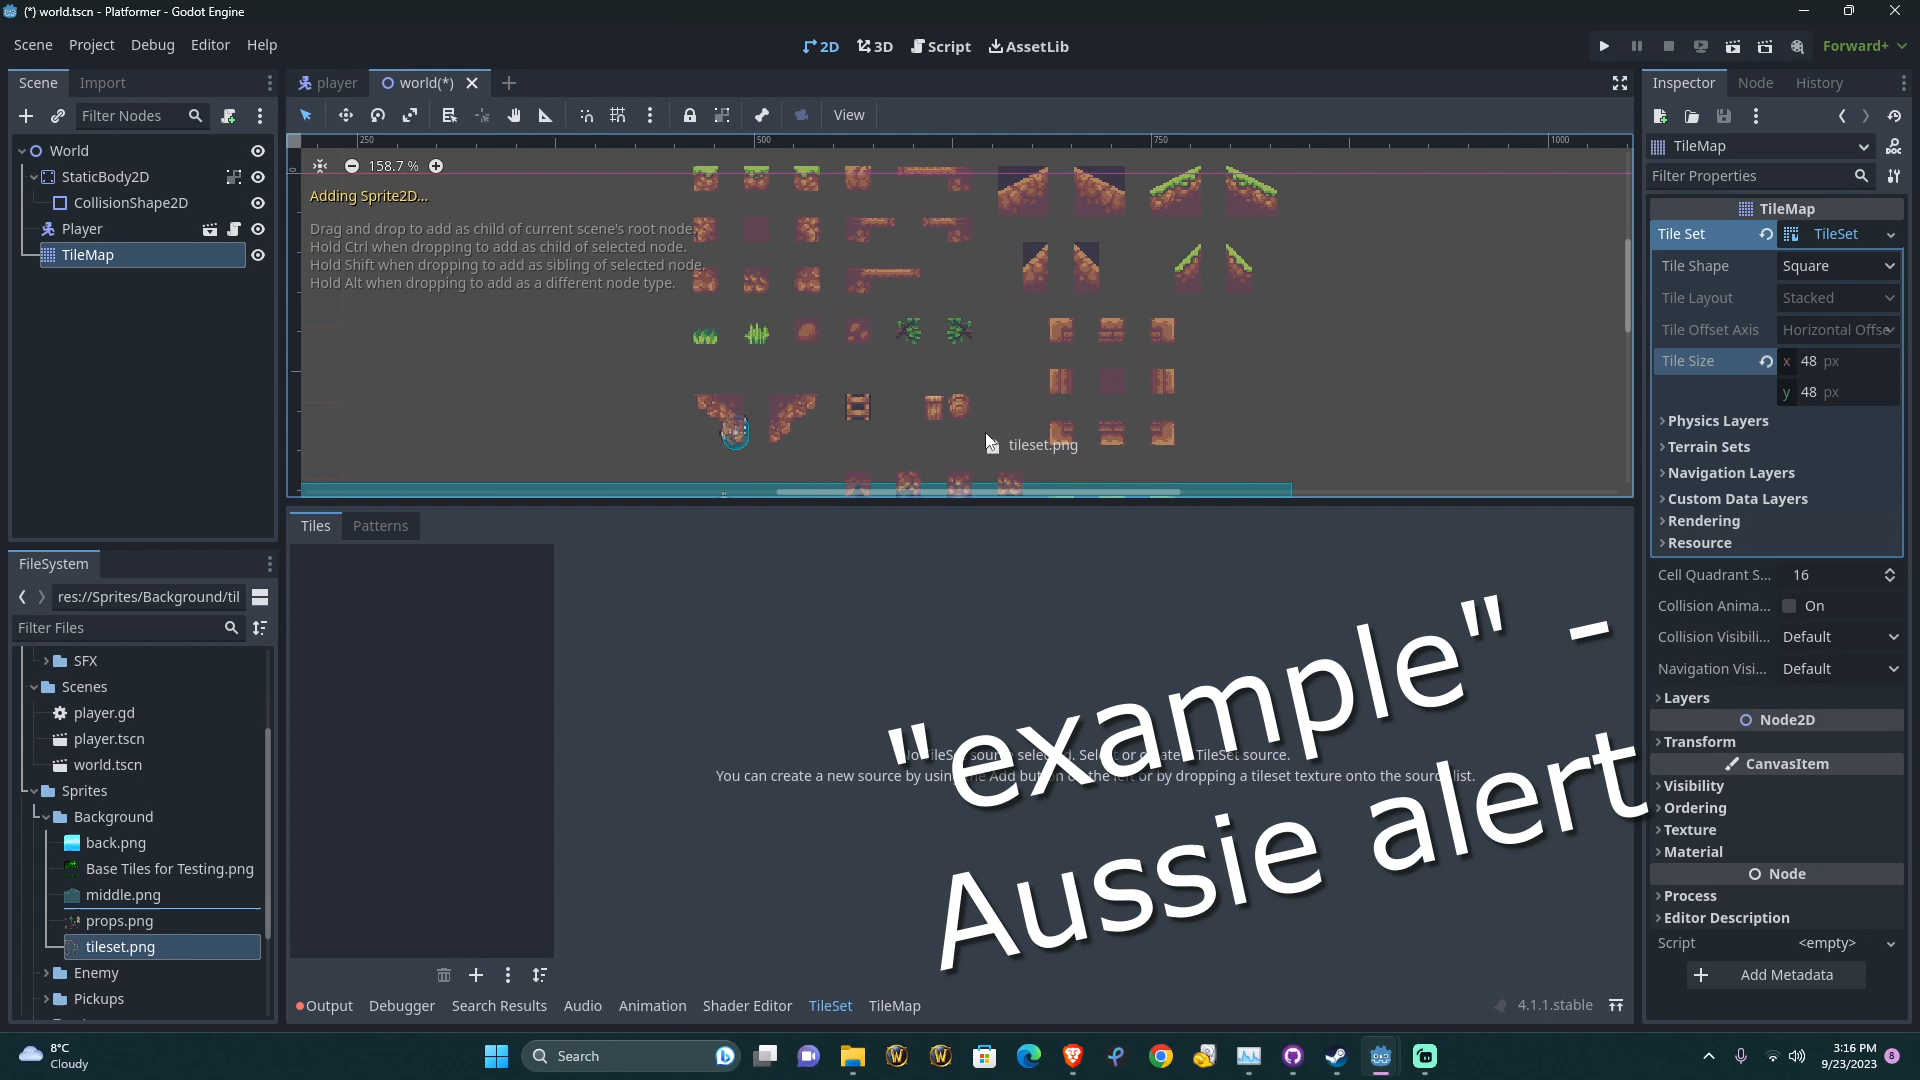 (*) world.tscn - Platformer - Godot Engine
Scene Project Debug Editor Help
2D 3D Script AssetLib
Forward+
Scene Import
player world(*)
Inspector Node History
Filter Nodes
View
TileMap
250 500 750 1000
World
158.7 %
Filter Properties
StaticBody2D
Adding Sprite2D...
CollisionShape2D
TileMap
Player
Drag and drop to add as child of current scene's root node.
Hold Ctrl when dropping to add as child of selected node.
Hold Shift when dropping to add as sibling of selected node.
Hold Alt when dropping to add as a different node type.
TileMap
Tile Set TileSet
Tile Shape Square
Tile Layout Stacked
Tile Offset Axis Horizontal Offse
Tile Size x 48 px
y 48 px
Physics Layers
tileset.png
Terrain Sets
Navigation Layers
Custom Data Layers
Rendering
Resource
Tiles Patterns
FileSystem
res://Sprites/Background/til
Filter Files
SFX
Scenes
player.gd
player.tscn
world.tscn
Sprites
Background
back.png
Base Tiles for Testing.png
middle.png
props.png
tileset.png
Enemy
Pickups
Cell Quadrant S... 16
Collision Anima... On
Collision Visibili... Default
Navigation Visi... Default
Layers
Node2D
Transform
CanvasItem
Visibility
Ordering
Texture
Material
Node
Process
Editor Description
Script <empty>
Add Metadata
"example" -
Aussie alert
source selected. Select or TileSet source.
You can create a new source by using the Add button on the left or by dropping a tileset texture onto the source list.
Output Debugger Search Results Audio Animation Shader Editor TileSet TileMap
4.1.1.stable
8°C
Cloudy
Search
3:16 PM
9/23/2023
8